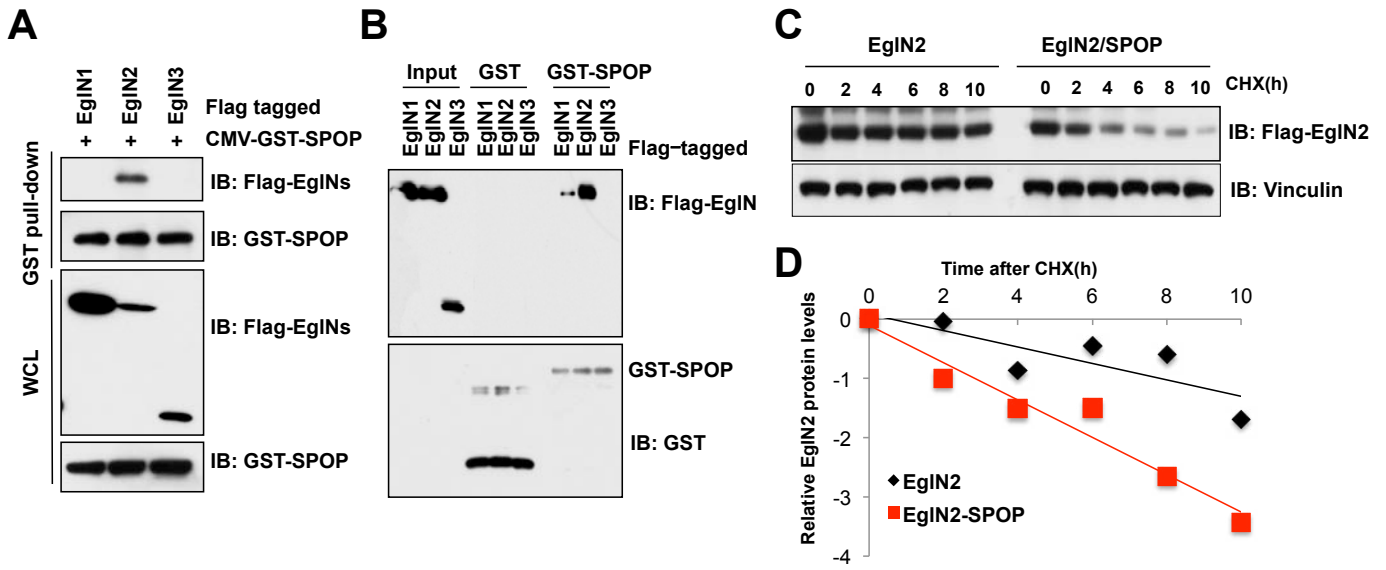 A
EglN1
EglN2
EglN3
Flag tagged
+ + + CMV-GST-SPOP
GST pull-down
IB: Flag-EglNs
IB: GST-SPOP
WCL
IB: Flag-EglNs
IB: GST-SPOP
B
Input GST GST-SPOP
EglN1
EglN2
EglN3
EglN1
EglN2
EglN3
EglN1
EglN2
EglN3
Flag-tagged
IB: Flag-EglN
GST-SPOP
IB: GST
C
EglN2 EglN2/SPOP
0 2 4 6 8 10 0 2 4 6 8 10 CHX(h)
IB: Flag-EglN2
IB: Vinculin
D
Time after CHX(h)
0 2 4 6 8 10
Relative EglN2 protein levels
0
-1
-2
-3
-4
EglN2
EglN2-SPOP